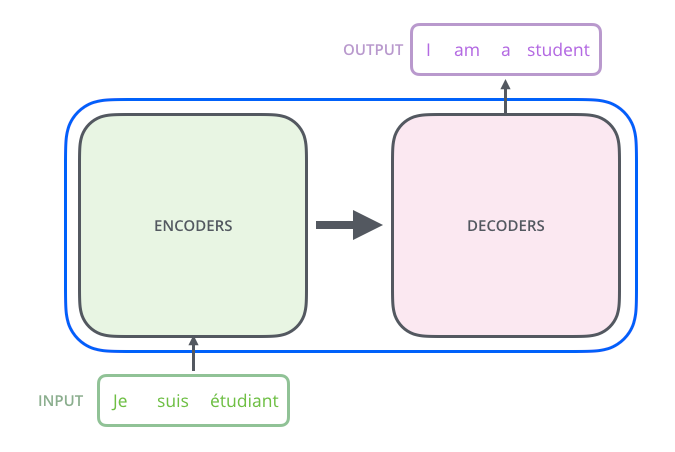 OUTPUT I am a student
ENCODERS DECODERS
INPUT Je suis étudiant